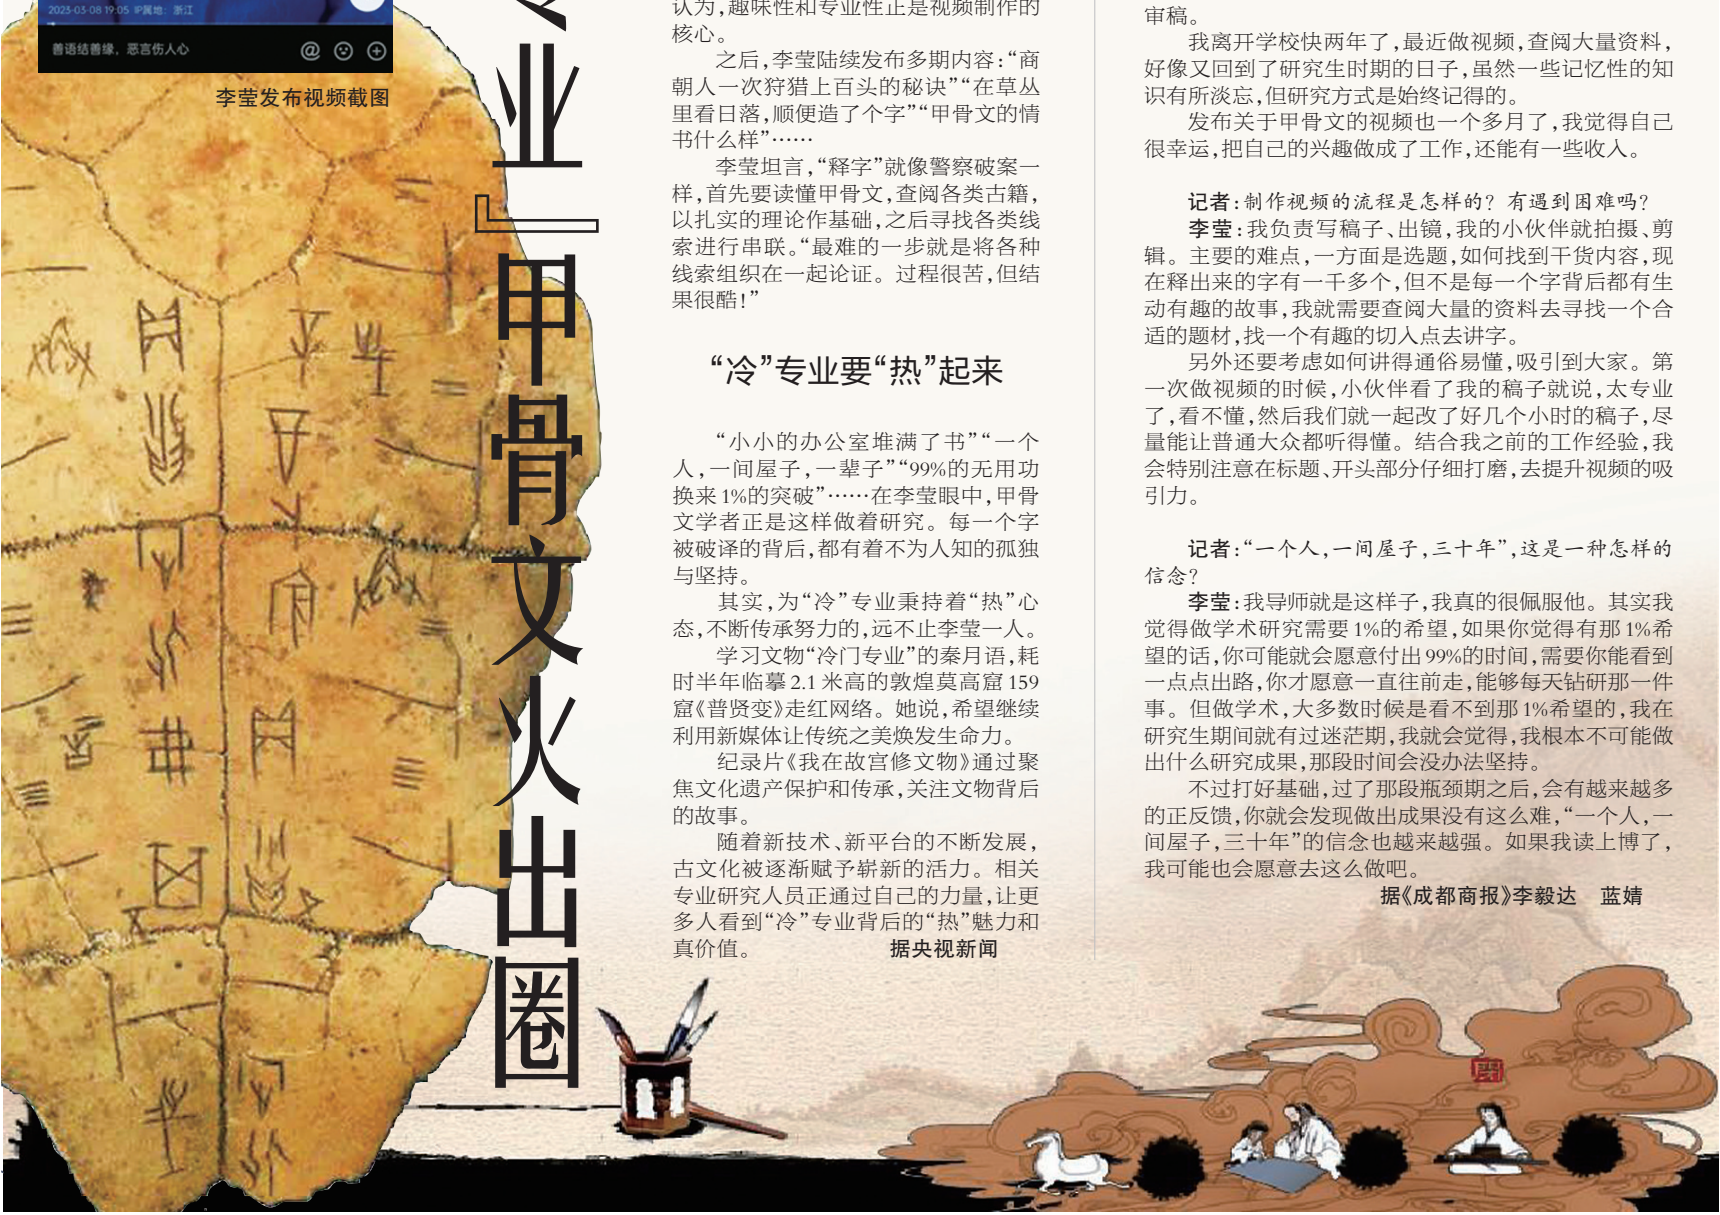 2023-03-08 19:05 IP属地：浙江
善语结善缘，恶言伤人心
李莹发布视频截图
业』甲骨文火出圈
认为，趣味性和专业性正是视频制作的
核心。
之后，李莹陆续发布多期内容：“商
朝人一次狩猎上百头的秘诀”“在草丛
里看日落，顺便造了个字”“甲骨文的情
书什么样”……
李莹坦言，“释字”就像警察破案一
样，首先要读懂甲骨文，查阅各类古籍，
以扎实的理论作基础，之后寻找各类线
索进行串联。“最难的一步就是将各种
线索组织在一起论证。过程很苦，但结
果很酷！”
“冷”专业要“热”起来
“小小的办公室堆满了书”“一个
人，一间屋子，一辈子”“99%的无用功
换来1%的突破”……在李莹眼中，甲骨
文学者正是这样做着研究。每一个字
被破译的背后，都有着不为人知的孤独
与坚持。
其实，为“冷”专业秉持着“热”心
态，不断传承努力的，远不止李莹一人。
学习文物“冷门专业”的秦月语，耗
时半年临摹2.1米高的敦煌莫高窟159
窟《普贤变》走红网络。她说，希望继续
利用新媒体让传统之美焕发生命力。
纪录片《我在故宫修文物》通过聚
焦文化遗产保护和传承，关注文物背后
的故事。
随着新技术、新平台的不断发展，
古文化被逐渐赋予崭新的活力。相关
专业研究人员正通过自己的力量，让更
多人看到“冷”专业背后的“热”魅力和
真价值。 据央视新闻
审稿。
我离开学校快两年了，最近做视频，查阅大量资料，
好像又回到了研究生时期的日子，虽然一些记忆性的知
识有所淡忘，但研究方式是始终记得的。
发布关于甲骨文的视频也一个多月了，我觉得自己
很幸运，把自己的兴趣做成了工作，还能有一些收入。
记者：制作视频的流程是怎样的？有遇到困难吗？
李莹：我负责写稿子、出镜，我的小伙伴就拍摄、剪
辑。主要的难点，一方面是选题，如何找到干货内容，现
在释出来的字有一千多个，但不是每一个字背后都有生
动有趣的故事，我就需要查阅大量的资料去寻找一个合
适的题材，找一个有趣的切入点去讲字。
另外还要考虑如何讲得通俗易懂，吸引到大家。第
一次做视频的时候，小伙伴看了我的稿子就说，太专业
了，看不懂，然后我们就一起改了好几个小时的稿子，尽
量能让普通大众都听得懂。结合我之前的工作经验，我
会特别注意在标题、开头部分仔细打磨，去提升视频的吸
引力。
记者：“一个人，一间屋子，三十年”，这是一种怎样的
信念？
李莹：我导师就是这样子，我真的很佩服他。其实我
觉得做学术研究需要1%的希望，如果你觉得有那1%希
望的话，你可能就会愿意付出99%的时间，需要你能看到
一点点出路，你才愿意一直往前走，能够每天钻研那一件
事。但做学术，大多数时候是看不到那1%希望的，我在
研究生期间就有过迷茫期，我就会觉得，我根本不可能做
出什么研究成果，那段时间会没办法坚持。
不过打好基础，过了那段瓶颈期之后，会有越来越多
的正反馈，你就会发现做出成果没有这么难，“一个人，一
间屋子，三十年”的信念也越来越强。如果我读上博了，
我可能也会愿意去这么做吧。
据《成都商报》李毅达 蓝婧